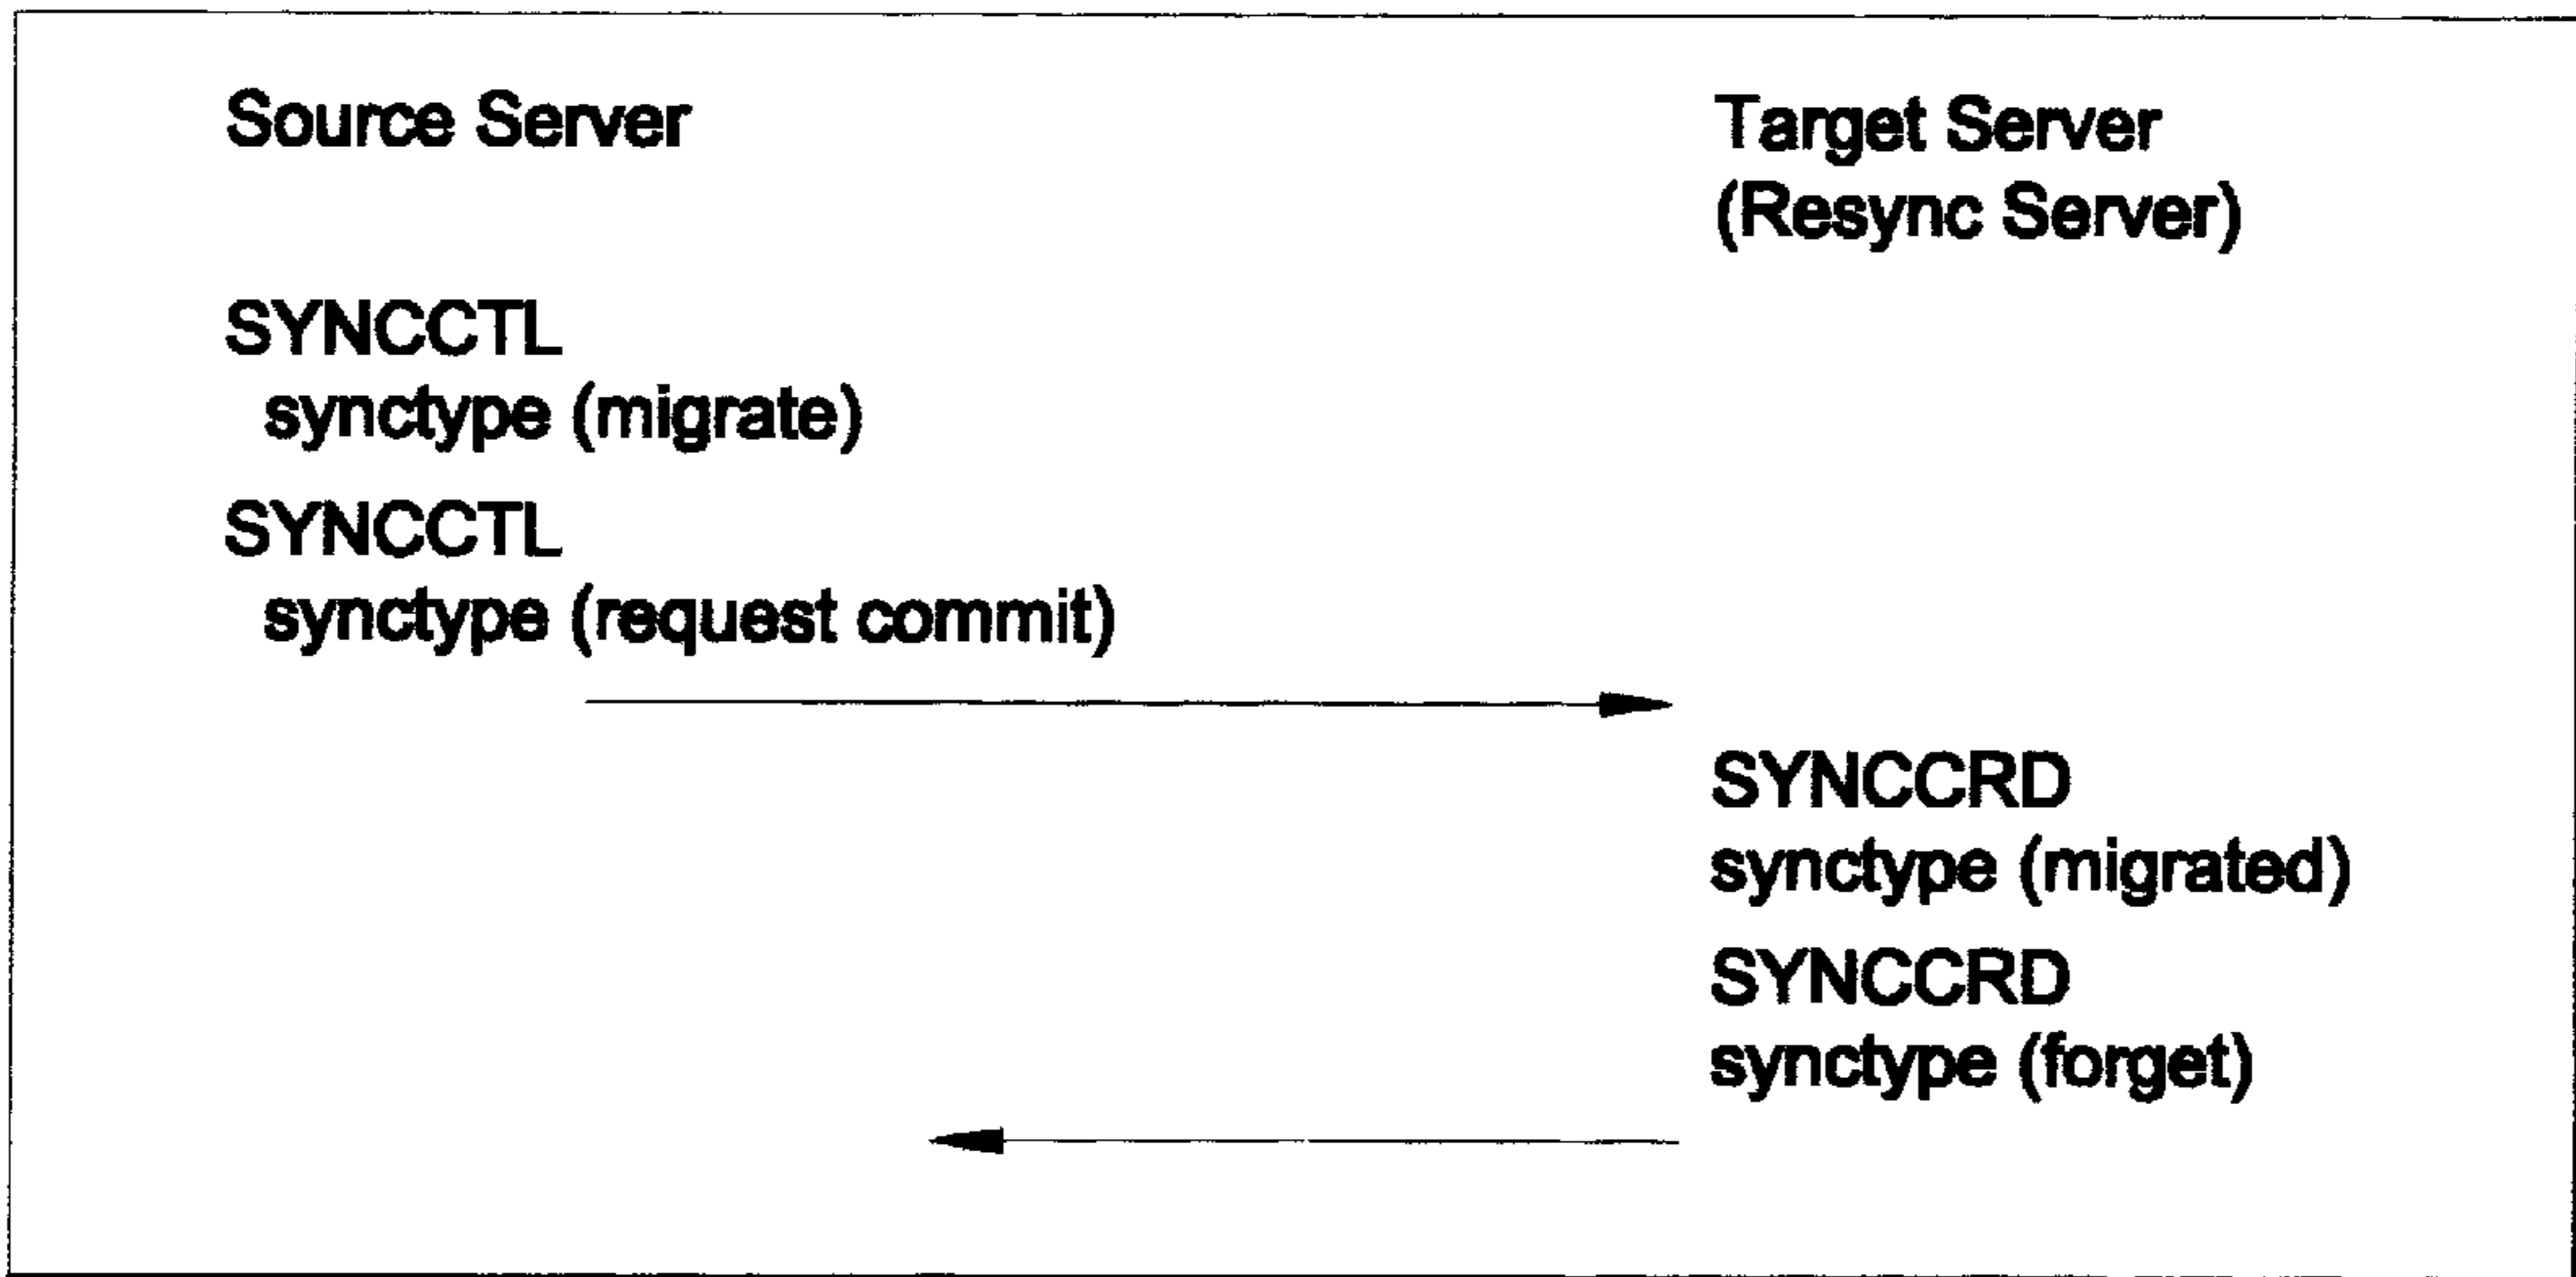 Source Server
Target Server
(Resync Server)
SYNCCTL
synctype (migrate)
SYNCCTL
synctype (request commit)
SYNCCRD
synctype (migrated)
SYNCCRD
synctype (forget)